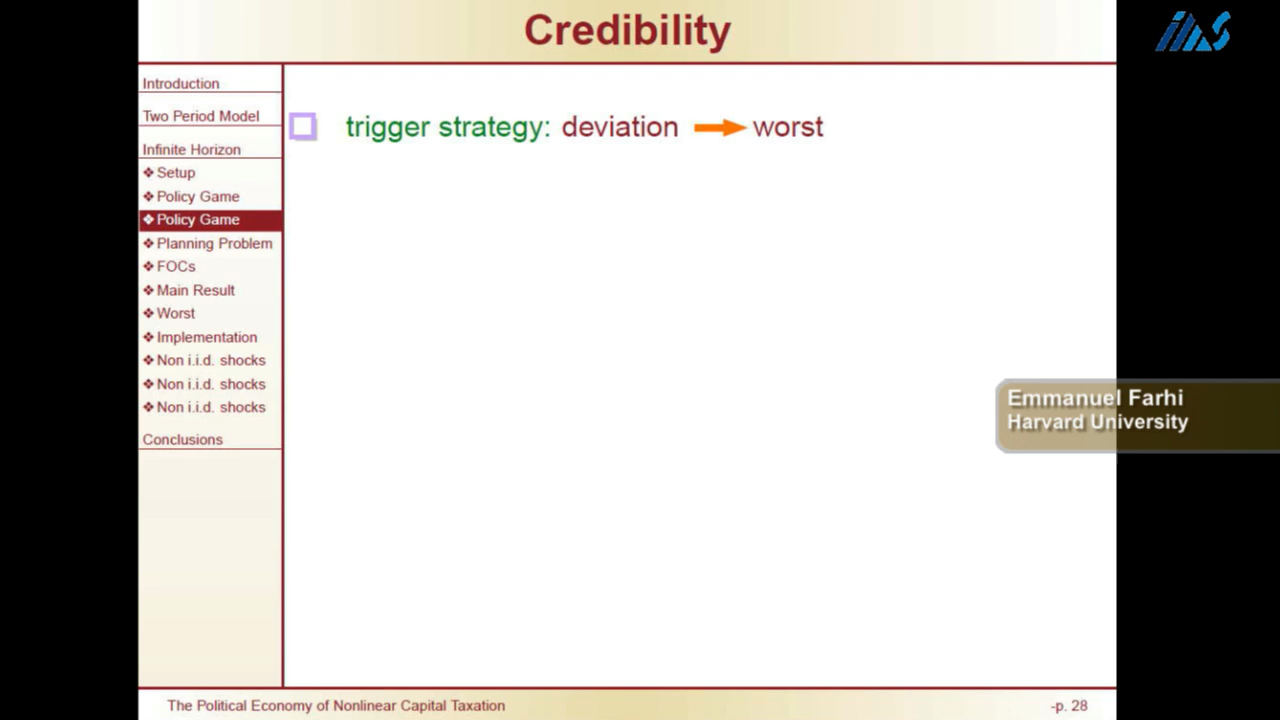 Credibility
Introduction
Two Period Model
Infinite Horizon
❖ Setup
❖ Policy Game
❖ Policy Game
❖ Planning Problem
❖ FOCs
❖ Main Result
❖ Worst
❖ Implementation
❖ Non i.i.d. shocks
❖ Non i.i.d. shocks
❖ Non i.i.d. shocks
Conclusions
trigger strategy: deviation → worst
Emmanuel Farhi
Harvard University
The Political Economy of Nonlinear Capital Taxation
-p. 28